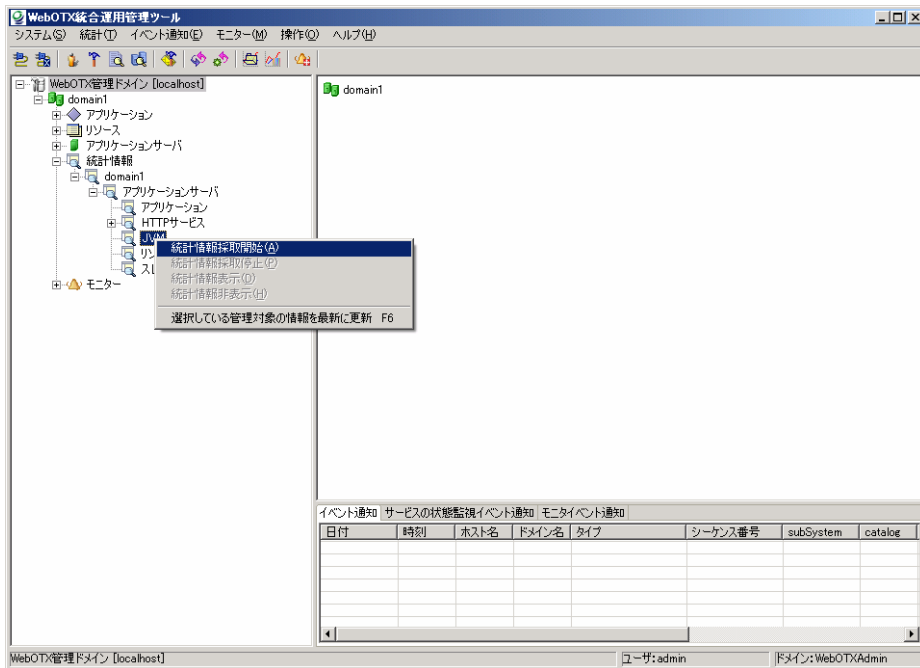 WebOTX統合運用管理ツール
システム(S) 統計(T) イベント通知(E) モニター(M) 操作(O) ヘルプ(H)
WebOTX管理ドメイン [localhost]
domain1
アプリケーション
リソース
アプリケーションサーバ
統計情報
domain1
アプリケーションサーバ
アプリケーション
HTTPサービス
JVM
リソ
スレ
モニター
統計情報採取開始(A)
統計情報採取停止(P)
統計情報表示(D)
統計情報非表示(H)
選択している管理対象の情報を最新に更新 F6
domain1
イベント通知 サービスの状態監視イベント通知 モニタイベント通知
日付 時刻 ホスト名 ドメイン名 タイプ シーケンス番号 subSystem catalog
WebOTX管理ドメイン [localhost] ユーザ:admin ドメイン:WebOTXAdmin